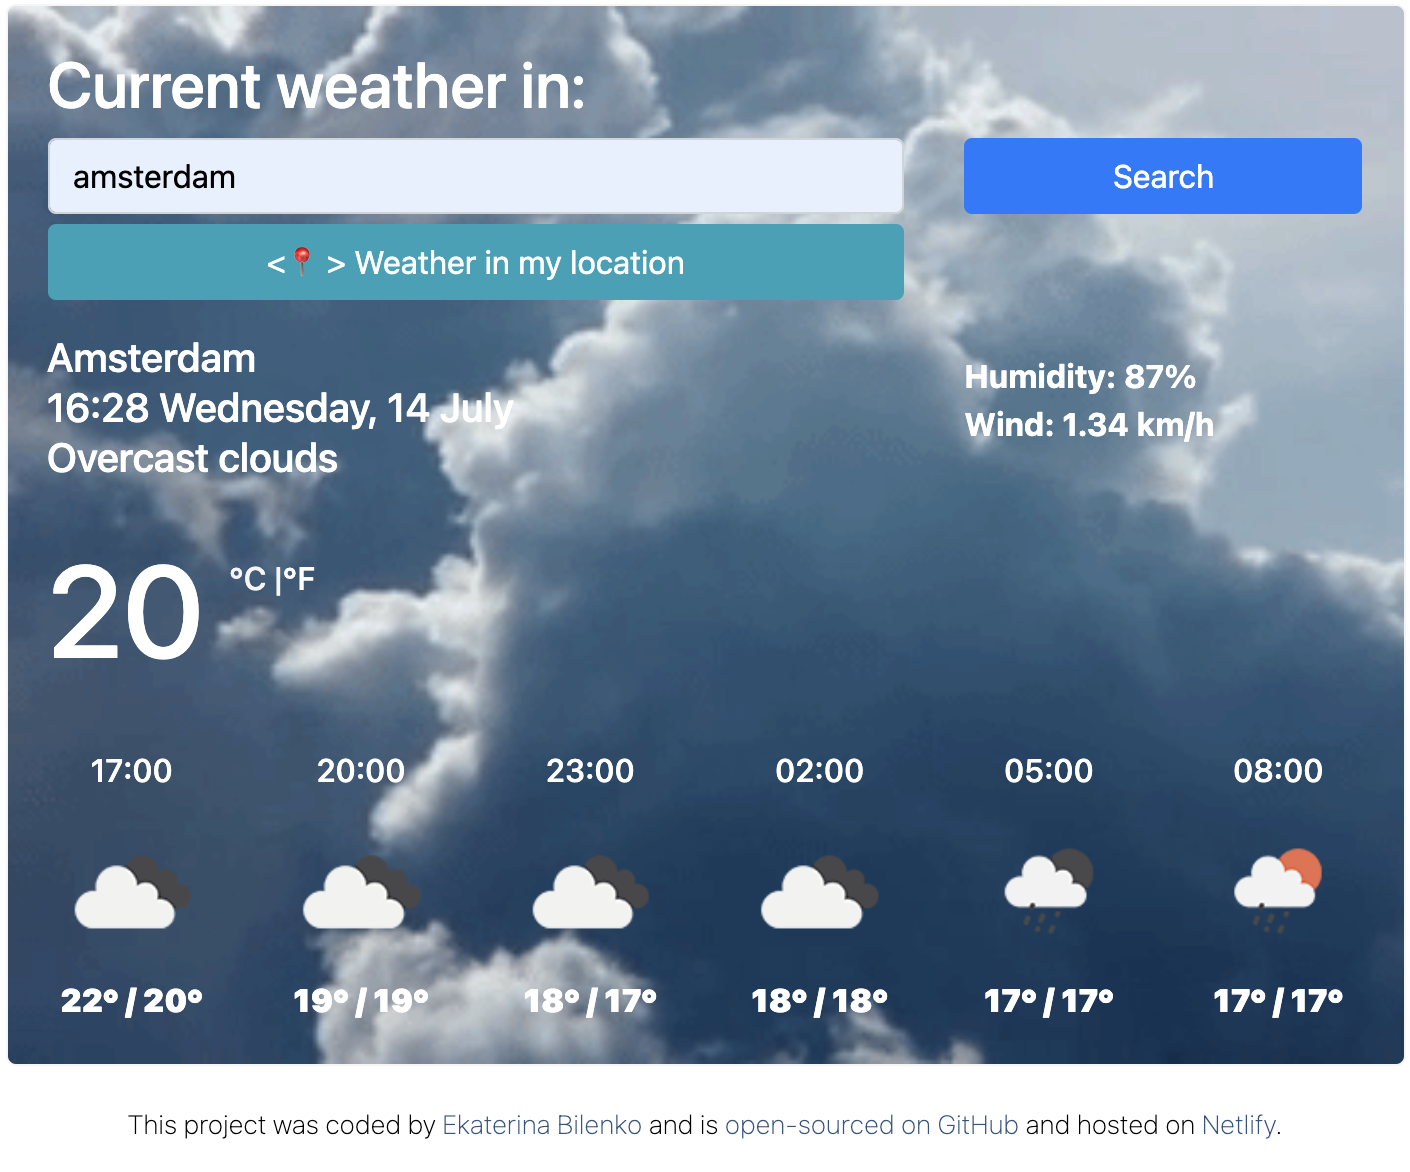 Current weather in:
amsterdam
Search
<📍 > Weather in my location
Amsterdam
16:28 Wednesday, 14 July
Overcast clouds
Humidity: 87%
Wind: 1.34 km/h
20 °C |°F
17:00 20:00 23:00 02:00 05:00 08:00
22° / 20° 19° / 19° 18° / 17° 18° / 18° 17° / 17° 17° / 17°
This project was coded by Ekaterina Bilenko and is open-sourced on GitHub and hosted on Netlify.